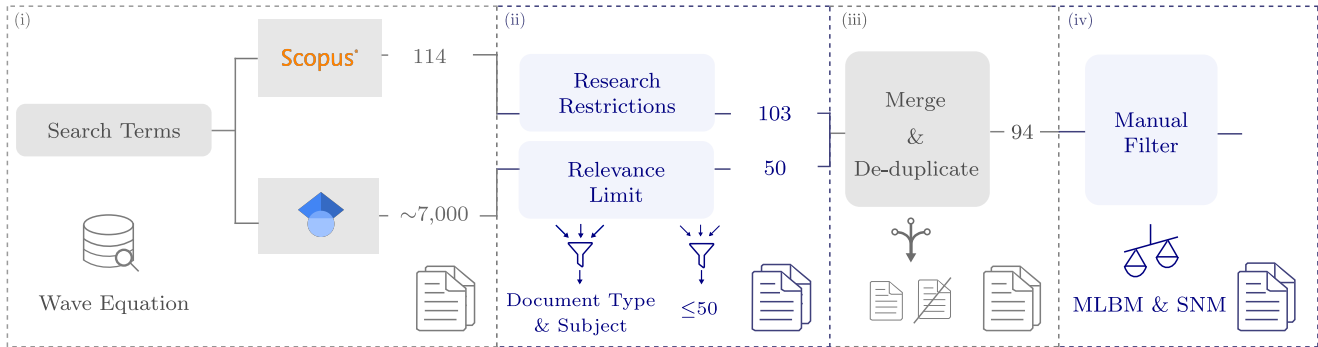 (i)
Search Terms
Scopus
114
~7,000
Wave Equation
(ii)
Research
Restrictions
103
Relevance
Limit
50
Document Type
& Subject
≤50
(iii)
Merge
&
De-duplicate
94
(iv)
Manual
Filter
MLBM & SNM